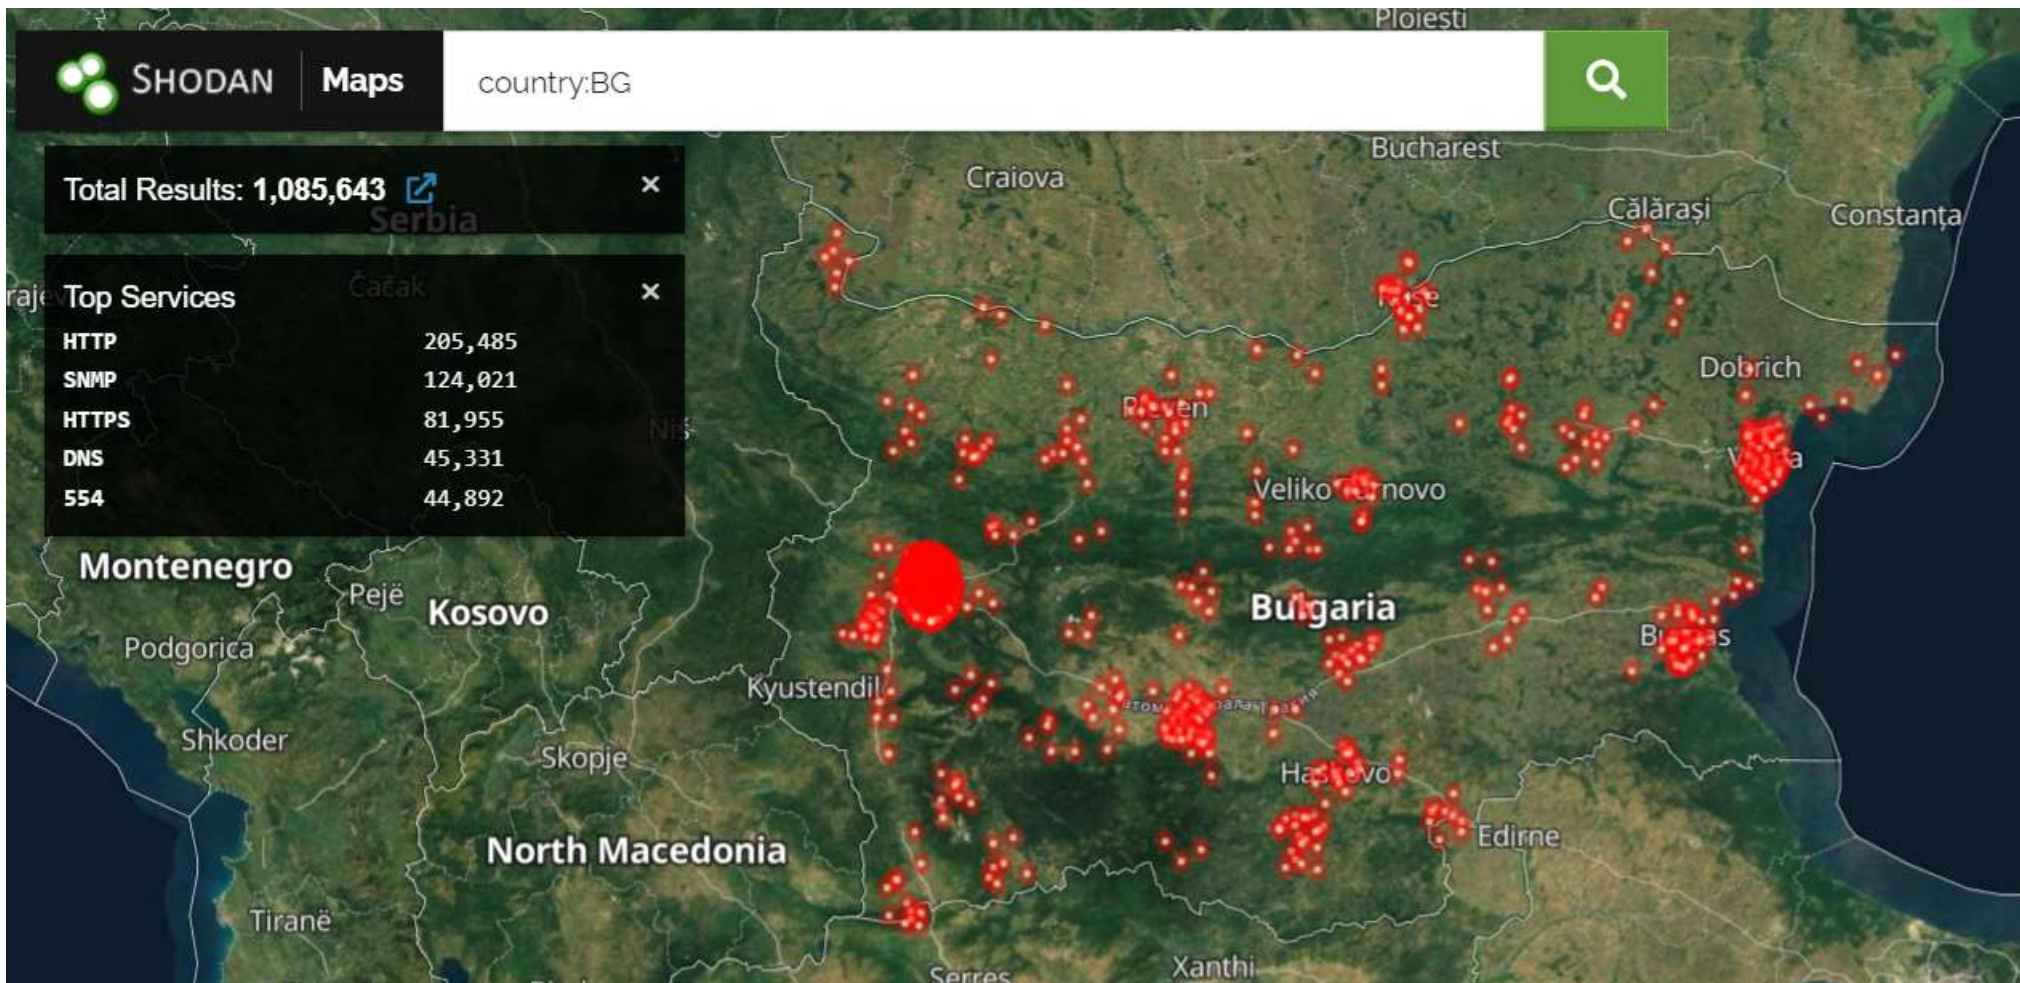 Ploiești
SHODAN Maps country:BG
Bucharest
Total Results: 1,085,643
Craiova
Serbia
Călărași
Constanța
Top Services
Čačak
HTTP 205,485
SNMP 124,021
HTTPS 81,955
DNS 45,331
554 44,892
Niš
Dobrich
Veliko
Montenegro
Pejë
Kosovo
Bulgaria
Podgorica
Kyustendil
Shkoder
Skopje
Edirne
North Macedonia
Tiranë
Xanthi
Serres